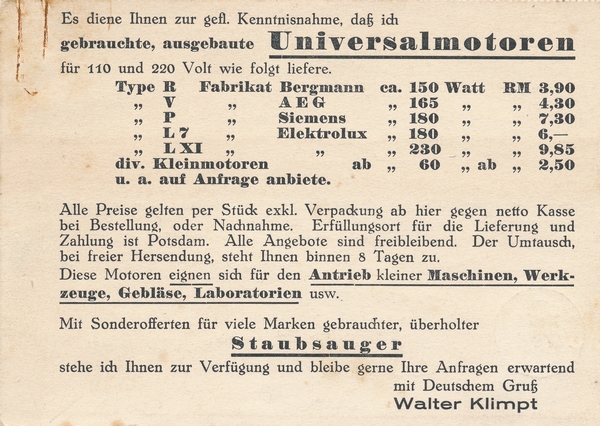 Es diene Ihnen zur gefl. Kenntnisnahme, daß ich
gebrauchte, ausgebaute Universalmotoren
für 110 und 220 Volt wie folgt liefere.
Type R Fabrikat Bergmann ca. 150 Watt RM 3,90
„ V „ AEG „ 165 „ „ 4,30
„ P „ Siemens „ 180 „ „ 7,30
„ L 7 „ Elektrolux „ 180 „ „ 6,—
„ L XI „ „ „ 230 „ „ 9,85
div. Kleinmotoren ab „ 60 „ ab „ 2,50
u. a. auf Anfrage anbiete.
Alle Preise gelten per Stück exkl. Verpackung ab hier gegen netto Kasse
bei Bestellung, oder Nachnahme. Erfüllungsort für die Lieferung und
Zahlung ist Potsdam. Alle Angebote sind freibleibend. Der Umtausch,
bei freier Hersendung, steht Ihnen binnen 8 Tagen zu.
Diese Motoren eignen sich für den Antrieb kleiner Maschinen, Werk-
zeuge, Gebläse, Laboratorien usw.
Mit Sonderofferten für viele Marken gebrauchter, überholter
Staubsauger
stehe ich Ihnen zur Verfügung und bleibe gerne Ihre Anfragen erwartend
mit Deutschem Gruß
Walter Klimpt